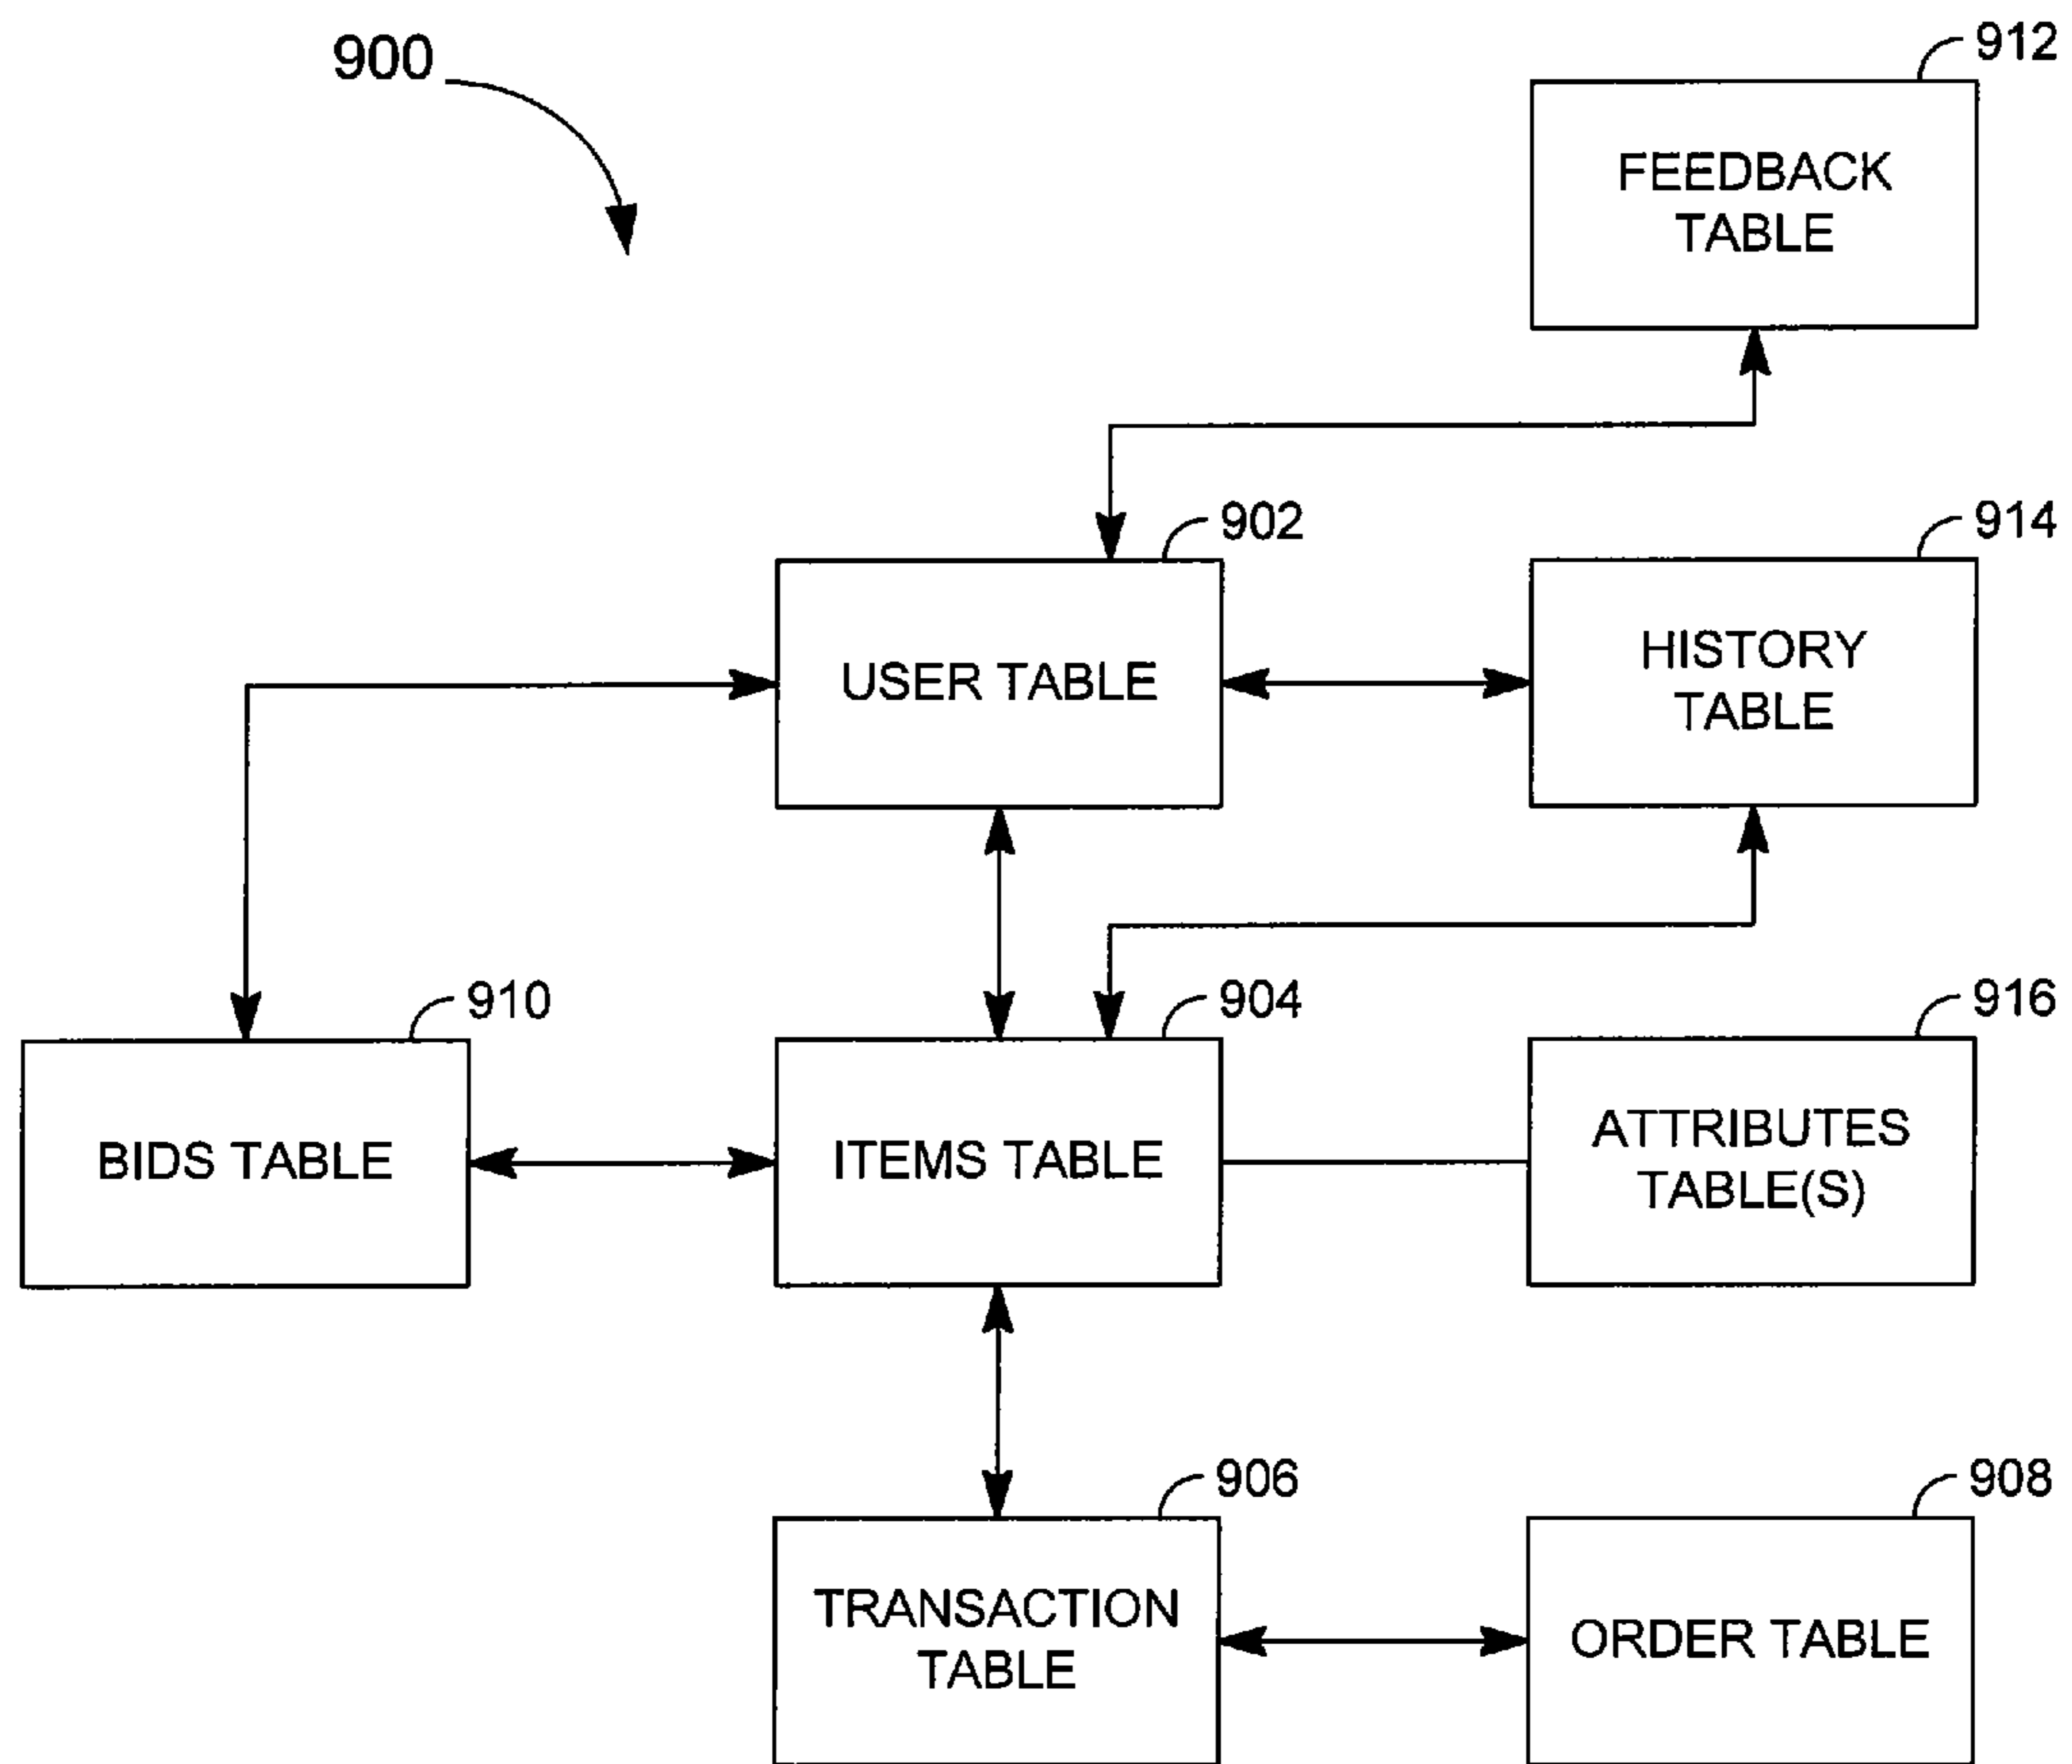 900
912
FEEDBACK
TABLE
902
914
USER TABLE
HISTORY
TABLE
910
904
916
BIDS TABLE
ITEMS TABLE
ATTRIBUTES
TABLE(S)
906
908
TRANSACTION
TABLE
ORDER TABLE